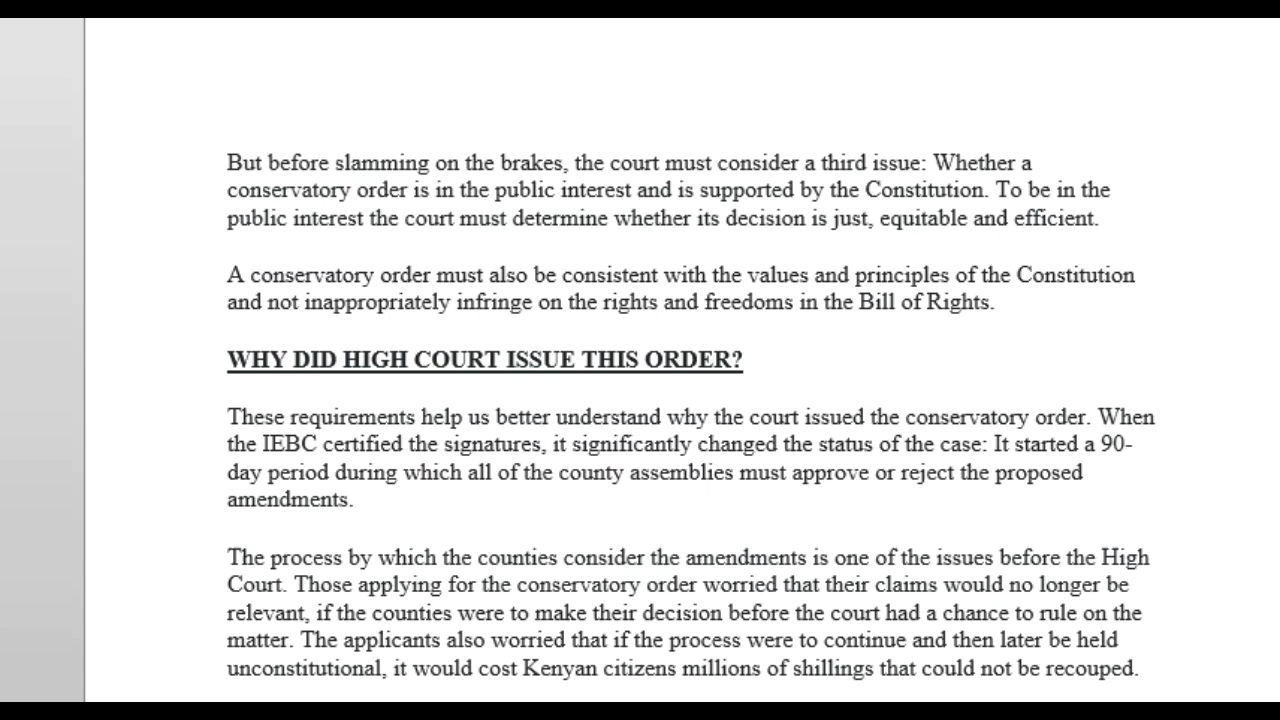 But before slamming on the brakes, the court must consider a third issue: Whether a
conservatory order is in the public interest and is supported by the Constitution. To be in the
public interest the court must determine whether its decision is just, equitable and efficient.
A conservatory order must also be consistent with the values and principles of the Constitution
and not inappropriately infringe on the rights and freedoms in the Bill of Rights.
WHY DID HIGH COURT ISSUE THIS ORDER?
These requirements help us better understand why the court issued the conservatory order. When
the IEBC certified the signatures, it significantly changed the status of the case: It started a 90-
day period during which all of the county assemblies must approve or reject the proposed
amendments.
The process by which the counties consider the amendments is one of the issues before the High
Court. Those applying for the conservatory order worried that their claims would no longer be
relevant, if the counties were to make their decision before the court had a chance to rule on the
matter. The applicants also worried that if the process were to continue and then later be held
unconstitutional, it would cost Kenyan citizens millions of shillings that could not be recouped.